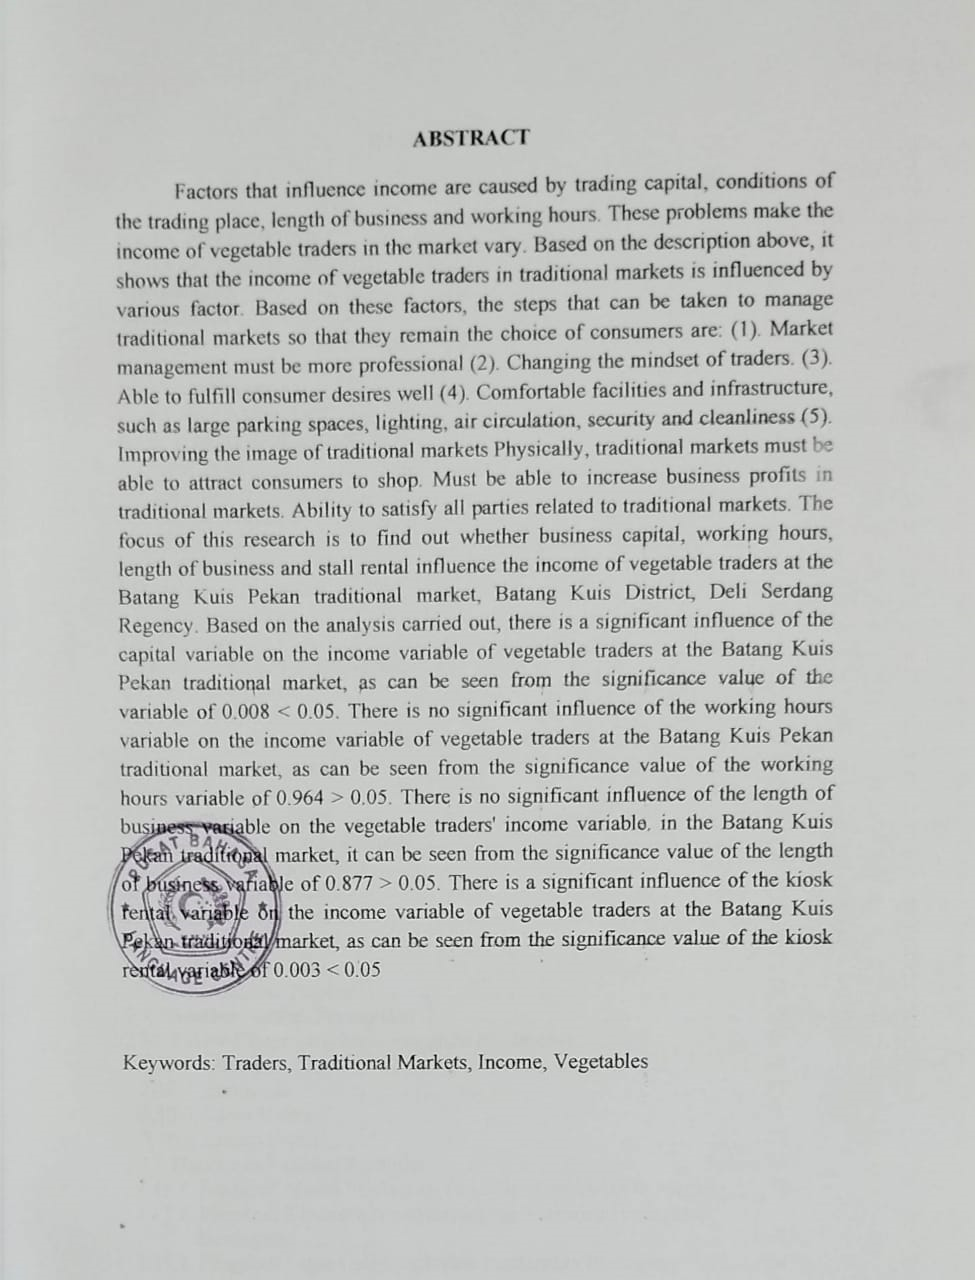 ABSTRACT
Factors that influence income are caused by trading capital, conditions of
the trading place, length of business and working hours. These problems make the
income of vegetable traders in the market vary. Based on the description above, it
shows that the income of vegetable traders in traditional markets is influenced by
various factor. Based on these factors, the steps that can be taken to manage
traditional markets so that they remain the choice of consumers are: (1). Market
management must be more professional (2). Changing the mindset of traders. (3).
Able to fulfill consumer desires well (4). Comfortable facilities and infrastructure,
such as large parking spaces, lighting, air circulation, security and cleanliness (5).
Improving the image of traditional markets Physically, traditional markets must be
able to attract consumers to shop. Must be able to increase business profits in
traditional markets. Ability to satisfy all parties related to traditional markets. The
focus of this research is to find out whether business capital, working hours,
length of business and stall rental influence the income of vegetable traders at the
Batang Kuis Pekan traditional market, Batang Kuis District, Deli Serdang
Regency. Based on the analysis carried out, there is a significant influence of the
capital variable on the income variable of vegetable traders at the Batang Kuis
Pekan traditional market, as can be seen from the significance value of the
variable of 0.008 < 0.05. There is no significant influence of the working hours
variable on the income variable of vegetable traders at the Batang Kuis Pekan
traditional market, as can be seen from the significance value of the working
hours variable of 0.964 > 0.05. There is no significant influence of the length of
business variable on the vegetable traders' income variable, in the Batang Kuis
Pekan traditional market, it can be seen from the significance value of the length
of business variable of 0.877 > 0.05. There is a significant influence of the kiosk
rental variable on the income variable of vegetable traders at the Batang Kuis
Pekan traditional market, as can be seen from the significance value of the kiosk
rental variable of 0.003 < 0.05
PUSAT BAHASA
LANGUAGE CENTRE
Keywords: Traders, Traditional Markets, Income, Vegetables